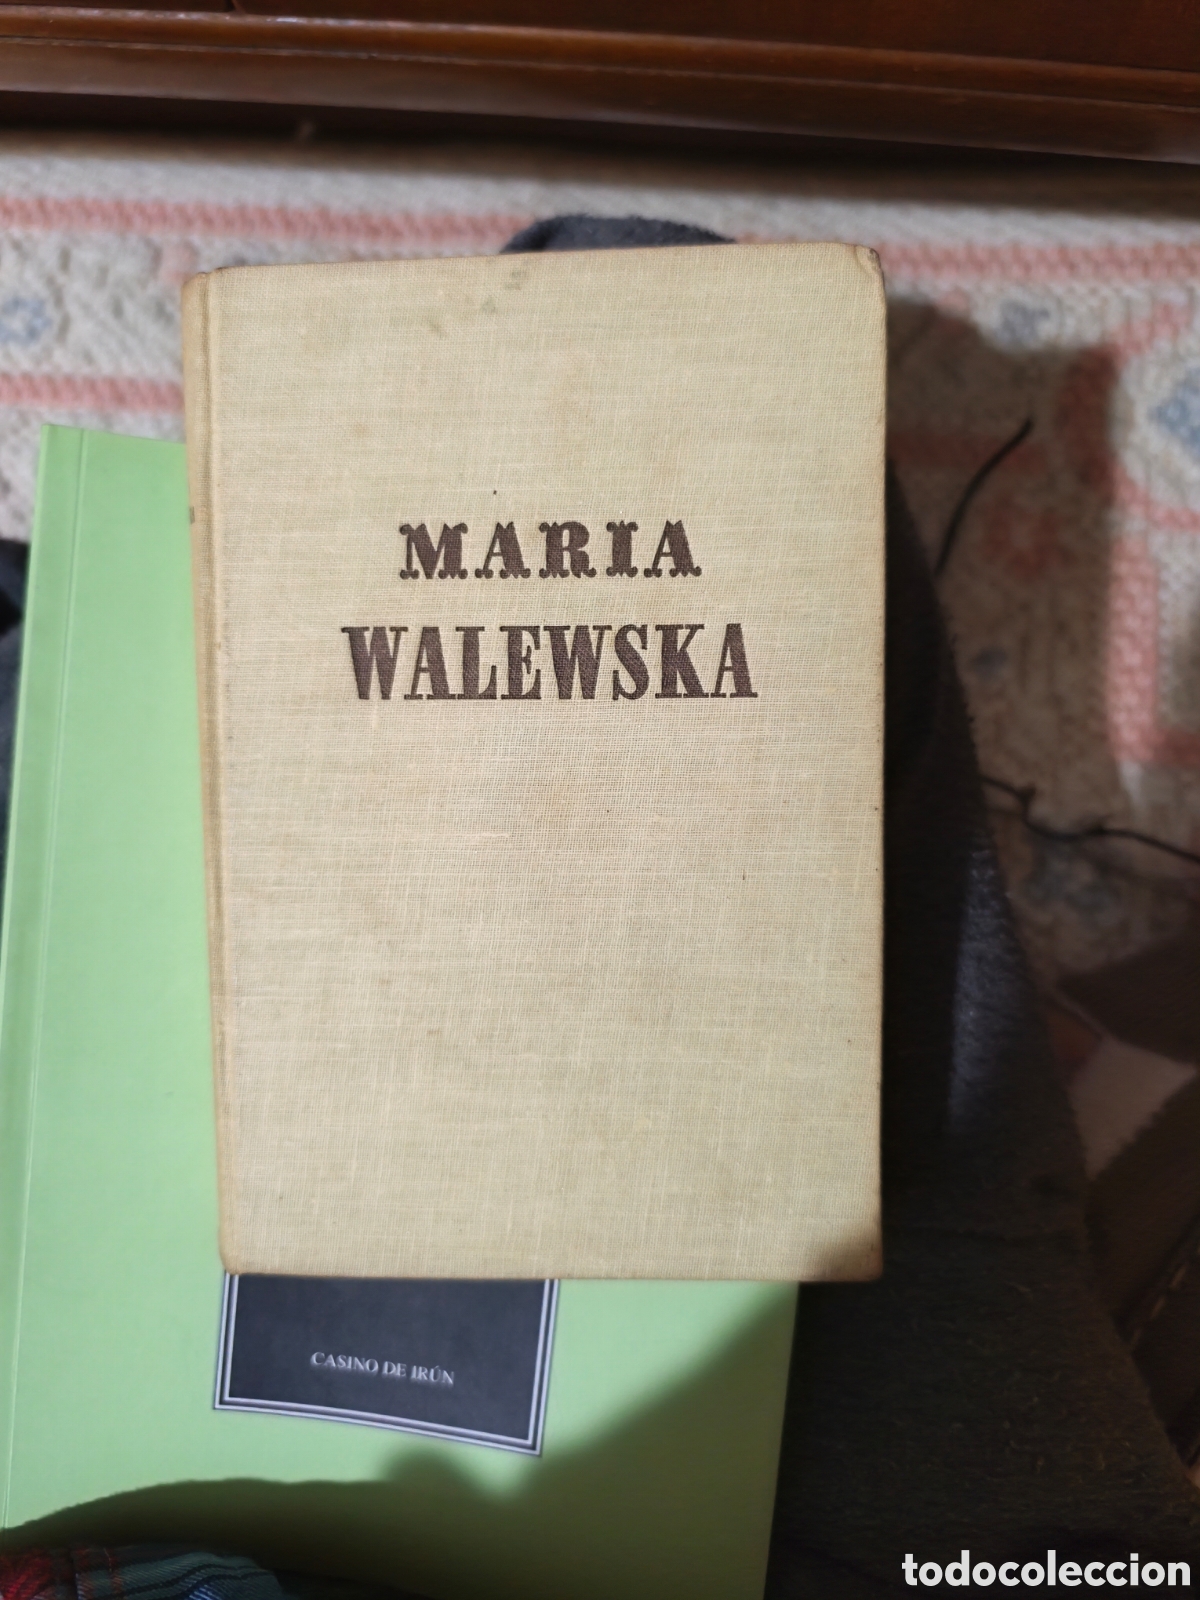 MARIA
WALEWSKA
CASINO DE IRÚN
todocoleccion